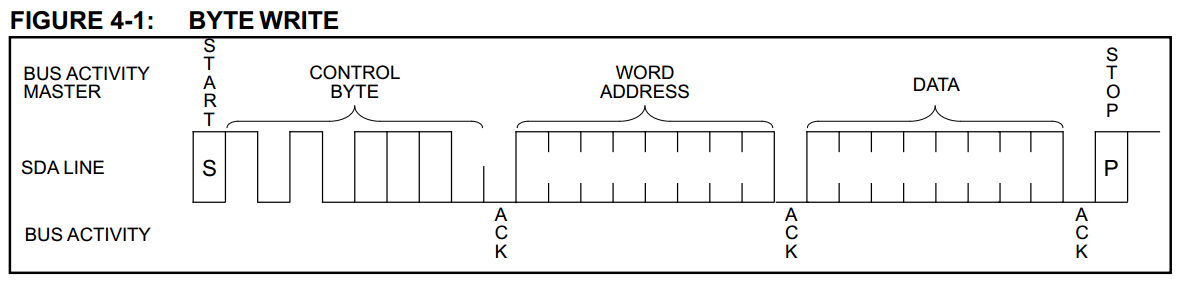 FIGURE 4-1: BYTE WRITE
BUS ACTIVITY
MASTER
START
CONTROL
BYTE
WORD
ADDRESS
DATA
STOP
SDA LINE
S
P
BUS ACTIVITY
ACK
ACK
ACK